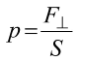 p = F⊥ / S